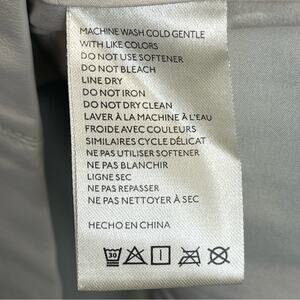 MACHINE WASH COLD GENTLE
WITH LIKE COLORS
DO NOT USE SOFTENER
DO NOT BLEACH
LINE DRY
DO NOT IRON
DO NOT DRY CLEAN
LAVER À LA MACHINE À L'EAU
FROIDE AVEC COULEURS
SIMILAIRES CYCLE DÉLICAT
NE PAS UTILISER SOFTENER
NE PAS BLANCHIR
LIGNE SEC
NE PAS REPASSER
NE PAS NETTOYER À SEC
HECHO EN CHINA
30